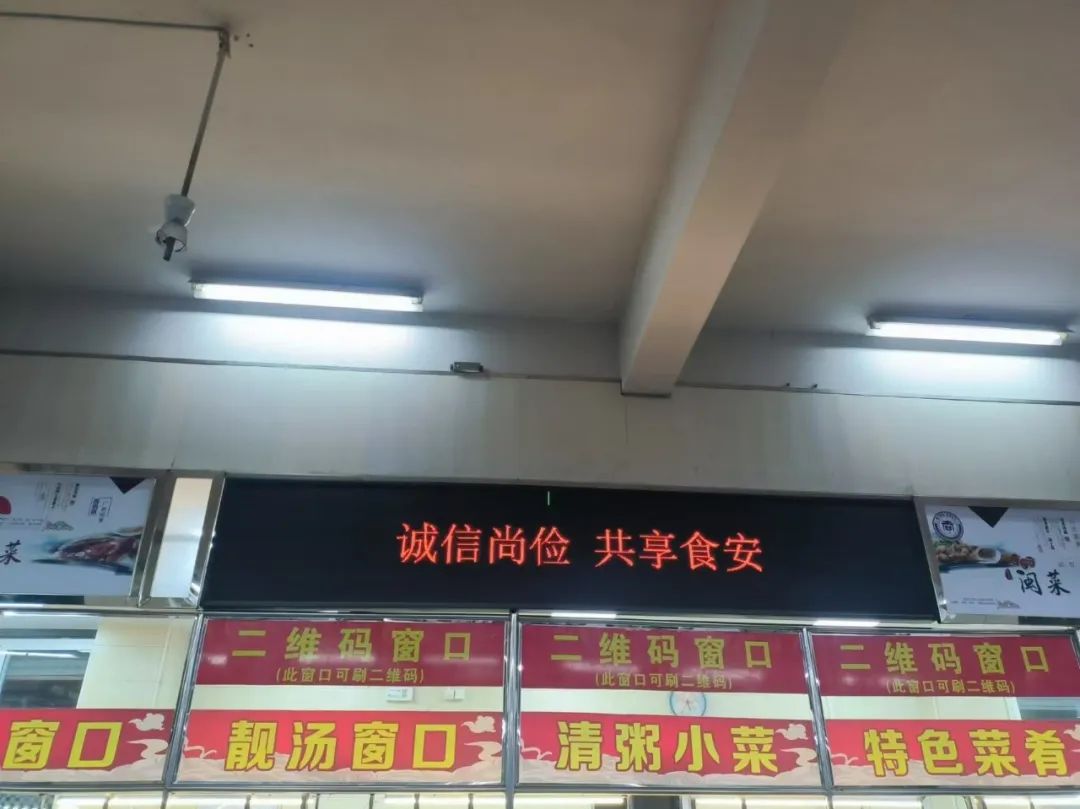 诚信尚俭 共享食安
菜
闽菜
二维码窗口
(此窗口可刷二维码)
二维码窗口
(此窗口可刷二维码)
二维码窗口
(此窗口可刷二维码)
窗口
靓汤窗口
清粥小菜
特色菜肴